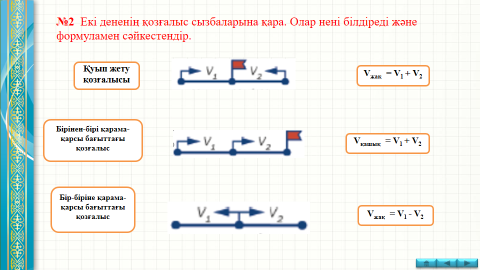 №2 Екі дененің қозғалыс сызбаларына қара. Олар нені білдіреді және
формуламен сәйкестендір.
Қуып жету
қозғалысы
V₁ V₂
Vжақ = V₁ + V₂
Бірінен-бірі қарама-
қарсы бағыттағы
қозғалыс
V₁ V₂
Vқашық = V₁ + V₂
Бір-біріне қарама-
қарсы бағыттағы
қозғалыс
V₁ V₂
Vжақ = V₁ - V₂